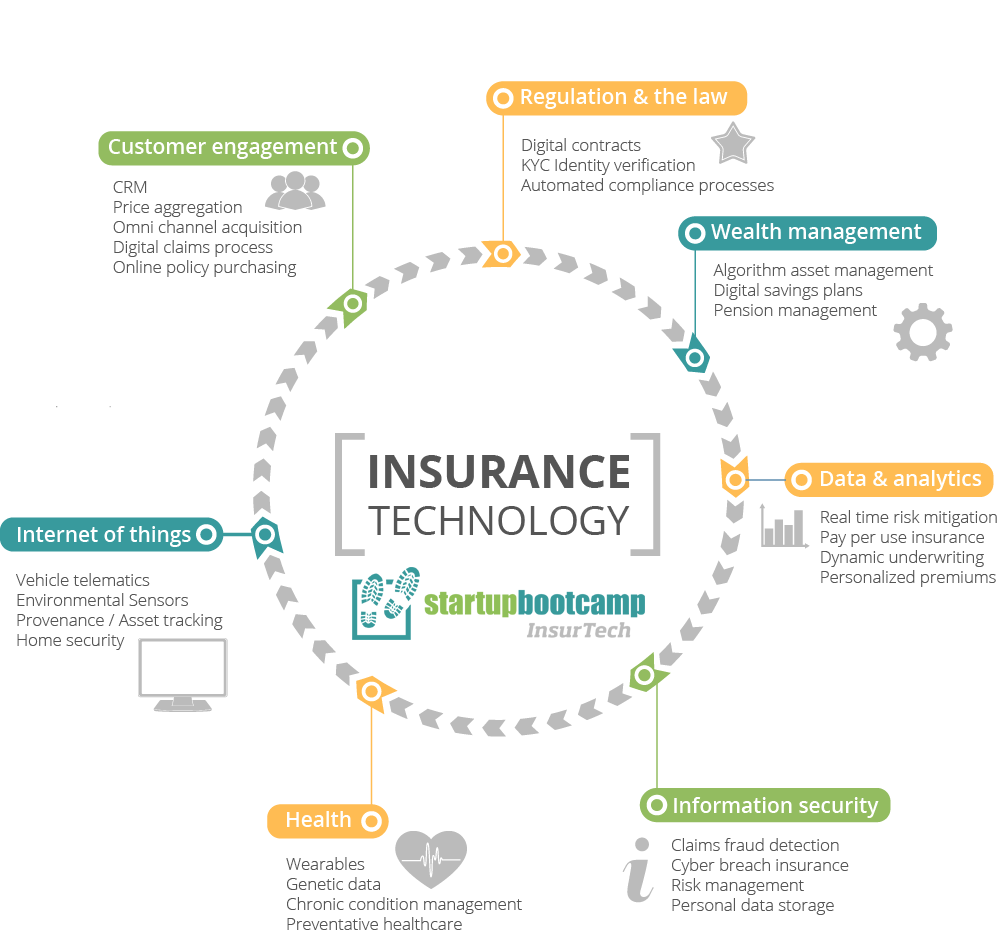 Regulation & the law
Digital contracts
KYC Identity verification
Automated compliance processes
Customer engagement
CRM
Price aggregation
Omni channel acquisition
Digital claims process
Online policy purchasing
Wealth management
Algorithm asset management
Digital savings plans
Pension management
INSURANCE
TECHNOLOGY
startupbootcamp
InsurTech
Data & analytics
Real time risk mitigation
Pay per use insurance
Dynamic underwriting
Personalized premiums
Internet of things
Vehicle telematics
Environmental Sensors
Provenance / Asset tracking
Home security
Health
Wearables
Genetic data
Chronic condition management
Preventative healthcare
Information security
Claims fraud detection
Cyber breach insurance
Risk management
Personal data storage